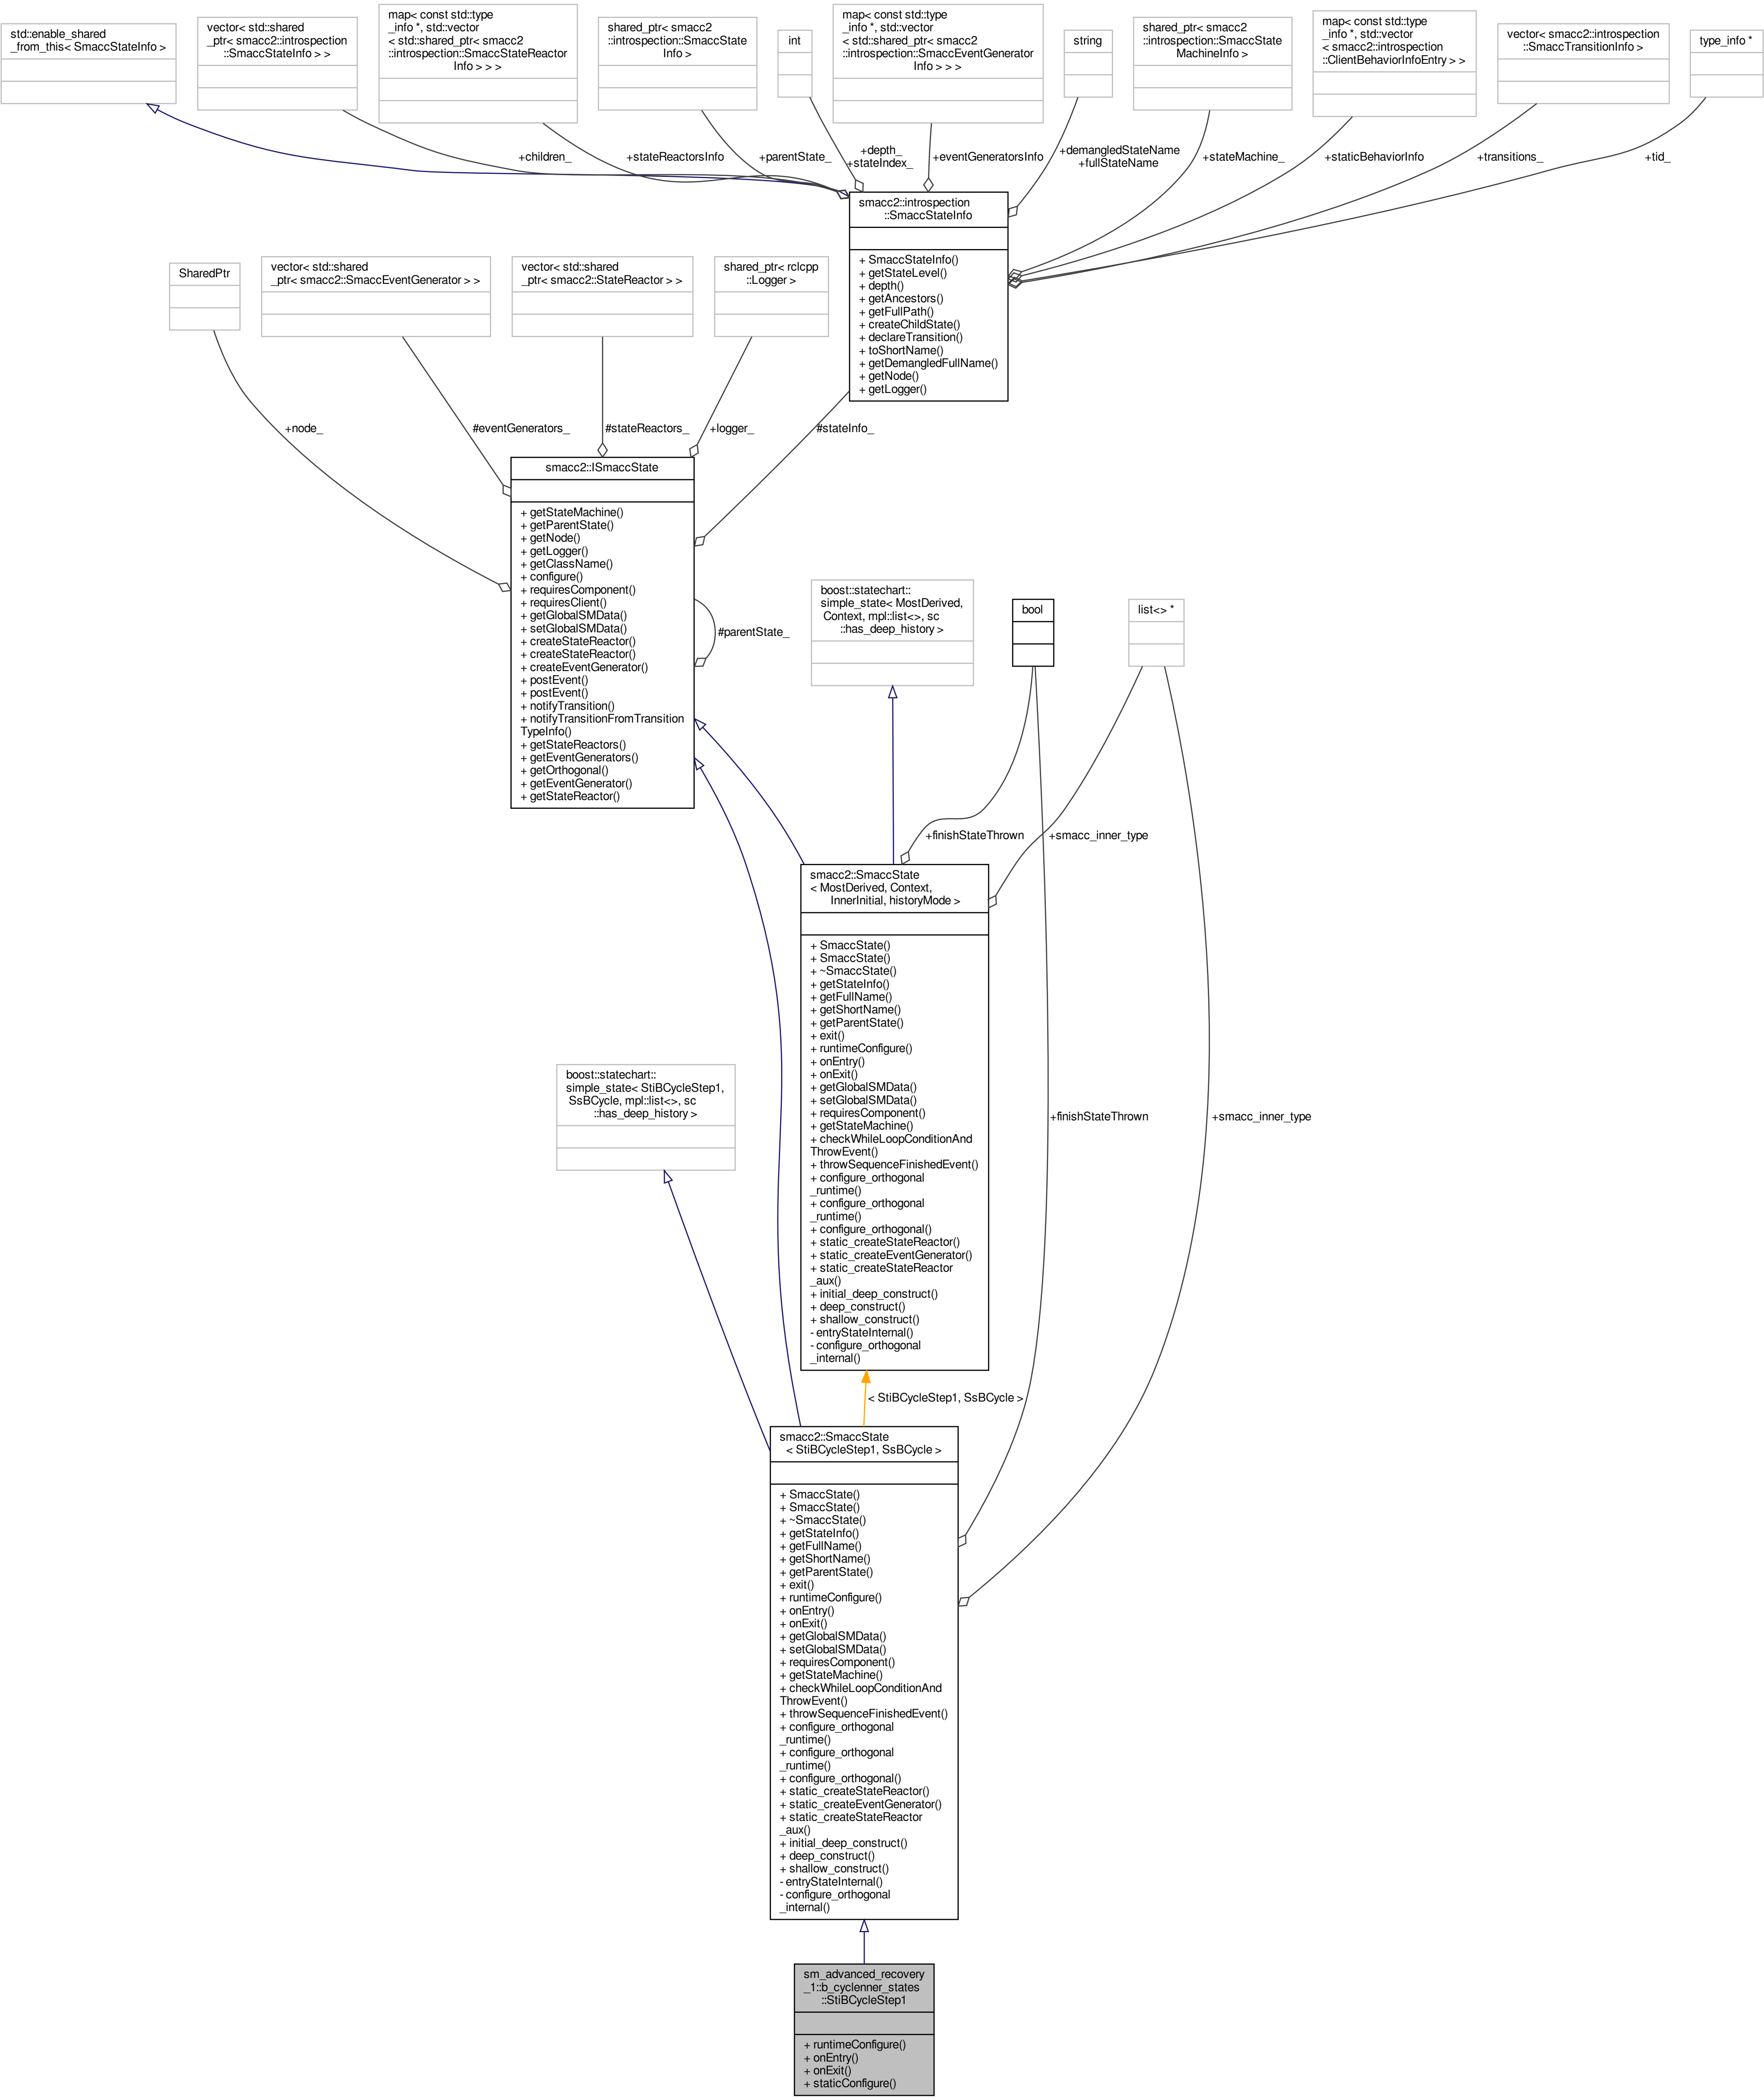 std::enable_shared
_from_this< SmaccStateInfo >
vector< std::shared
_ptr< smacc2::introspection
::SmaccStateInfo > >
map< const std::type
_info *, std::vector
< std::shared_ptr< smacc2
::introspection::SmaccStateReactor
Info > > >
shared_ptr< smacc2
::introspection::SmaccState
Info >
int
map< const std::type
_info *, std::vector
< std::shared_ptr< smacc2
::introspection::SmaccEventGenerator
Info > > >
string
shared_ptr< smacc2
::introspection::SmaccState
MachineInfo >
map< const std::type
_info *, std::vector
< smacc2::introspection
::ClientBehaviorInfoEntry > >
vector< smacc2::introspection
::SmaccTransitionInfo >
type_info *
+children_
+stateReactorsInfo
+parentState_
+depth_
+stateIndex_
+eventGeneratorsInfo
+demangledStateName
+fullStateName
+stateMachine_
+staticBehaviorInfo
+transitions_
+tid_
smacc2::introspection
::SmaccStateInfo
+ SmaccStateInfo()
+ getStateLevel()
+ depth()
+ getAncestors()
+ getFullPath()
+ createChildState()
+ declareTransition()
+ toShortName()
+ getDemangledFullName()
+ getNode()
+ getLogger()
SharedPtr
vector< std::shared
_ptr< smacc2::SmaccEventGenerator > >
vector< std::shared
_ptr< smacc2::StateReactor > >
shared_ptr< rclcpp
::Logger >
+node_
#eventGenerators_
#stateReactors_
+logger_
#stateInfo_
smacc2::ISmaccState
+ getStateMachine()
+ getParentState()
+ getNode()
+ getLogger()
+ getClassName()
+ configure()
+ requiresComponent()
+ requiresClient()
+ getGlobalSMData()
+ setGlobalSMData()
+ createStateReactor()
+ createStateReactor()
+ createEventGenerator()
+ postEvent()
+ postEvent()
+ notifyTransition()
+ notifyTransitionFromTransition
TypeInfo()
+ getStateReactors()
+ getEventGenerators()
+ getOrthogonal()
+ getEventGenerator()
+ getStateReactor()
#parentState_
boost::statechart::
simple_state< MostDerived,
Context, mpl::list<>, sc
::has_deep_history >
bool
list<> *
+finishStateThrown
+smacc_inner_type
smacc2::SmaccState
< MostDerived, Context,
InnerInitial, historyMode >
+ SmaccState()
+ SmaccState()
+ ~SmaccState()
+ getStateInfo()
+ getFullName()
+ getShortName()
+ getParentState()
+ exit()
+ runtimeConfigure()
+ onEntry()
+ onExit()
+ getGlobalSMData()
+ setGlobalSMData()
+ requiresComponent()
+ getStateMachine()
+ checkWhileLoopConditionAnd
ThrowEvent()
+ throwSequenceFinishedEvent()
+ configure_orthogonal
_runtime()
+ configure_orthogonal
_runtime()
+ configure_orthogonal()
+ static_createStateReactor()
+ static_createEventGenerator()
+ static_createStateReactor
_aux()
+ initial_deep_construct()
+ deep_construct()
+ shallow_construct()
- entryStateInternal()
- configure_orthogonal
_internal()
boost::statechart::
simple_state< StiBCycleStep1,
SsBCycle, mpl::list<>, sc
::has_deep_history >
+finishStateThrown
+smacc_inner_type
< StiBCycleStep1, SsBCycle >
smacc2::SmaccState
< StiBCycleStep1, SsBCycle >
+ SmaccState()
+ SmaccState()
+ ~SmaccState()
+ getStateInfo()
+ getFullName()
+ getShortName()
+ getParentState()
+ exit()
+ runtimeConfigure()
+ onEntry()
+ onExit()
+ getGlobalSMData()
+ setGlobalSMData()
+ requiresComponent()
+ getStateMachine()
+ checkWhileLoopConditionAnd
ThrowEvent()
+ throwSequenceFinishedEvent()
+ configure_orthogonal
_runtime()
+ configure_orthogonal
_runtime()
+ configure_orthogonal()
+ static_createStateReactor()
+ static_createEventGenerator()
+ static_createStateReactor
_aux()
+ initial_deep_construct()
+ deep_construct()
+ shallow_construct()
- entryStateInternal()
- configure_orthogonal
_internal()
sm_advanced_recovery
_1::b_cyclenner_states
::StiBCycleStep1
+ runtimeConfigure()
+ onEntry()
+ onExit()
+ staticConfigure()